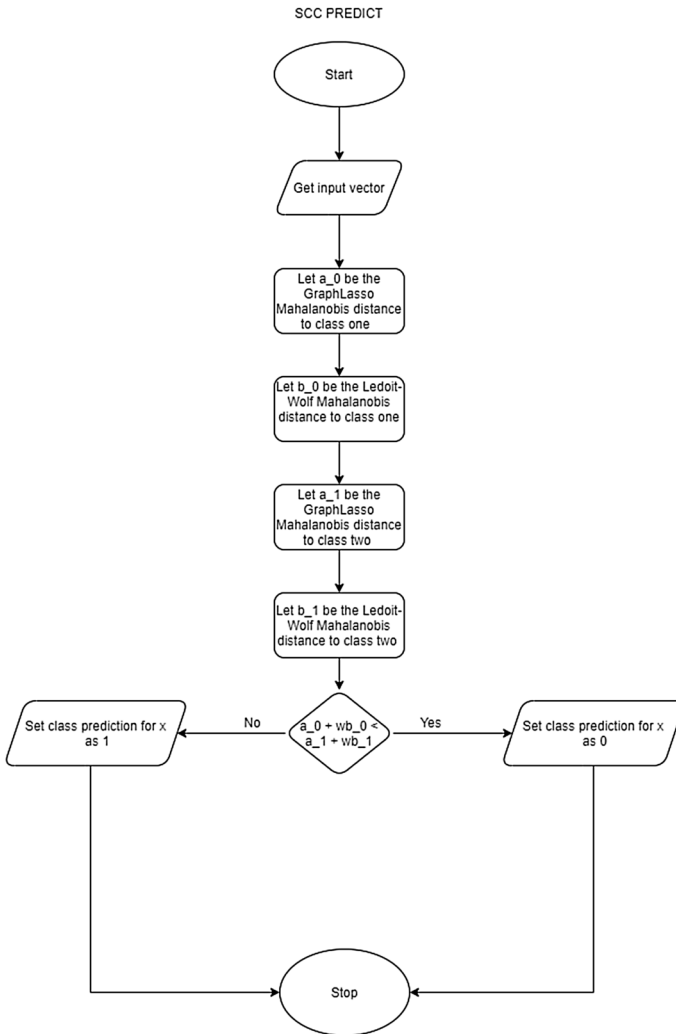 SCC PREDICT
Start
Get input vector
Let a_0 be the
GraphLasso
Mahalanobis distance
to class one
Let b_0 be the Ledoit-
Wolf Mahalanobis
distance to class one
Let a_1 be the
GraphLasso
Mahalanobis distance
to class two
Let b_1 be the Ledoit-
Wolf Mahalanobis
distance to class two
a_0 + wb_0 <
a_1 + wb_1
No
Yes
Set class prediction for x
as 1
Set class prediction for x
as 0
Stop